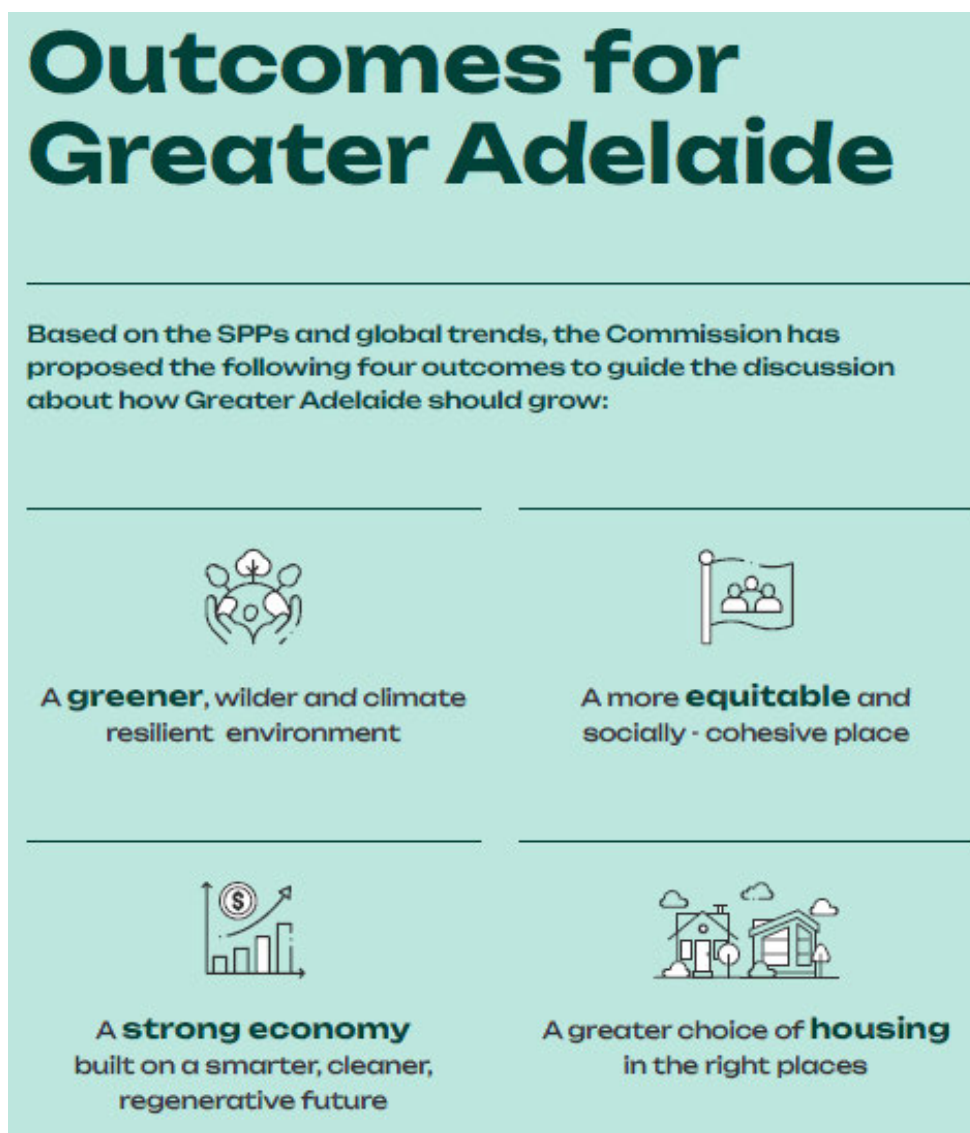 Outcomes for
Greater Adelaide
Based on the SPPs and global trends, the Commission has
proposed the following four outcomes to guide the discussion
about how Greater Adelaide should grow:
A greener, wilder and climate
resilient environment
A more equitable and
socially - cohesive place
$
A strong economy
built on a smarter, cleaner,
regenerative future
A greater choice of housing
in the right places